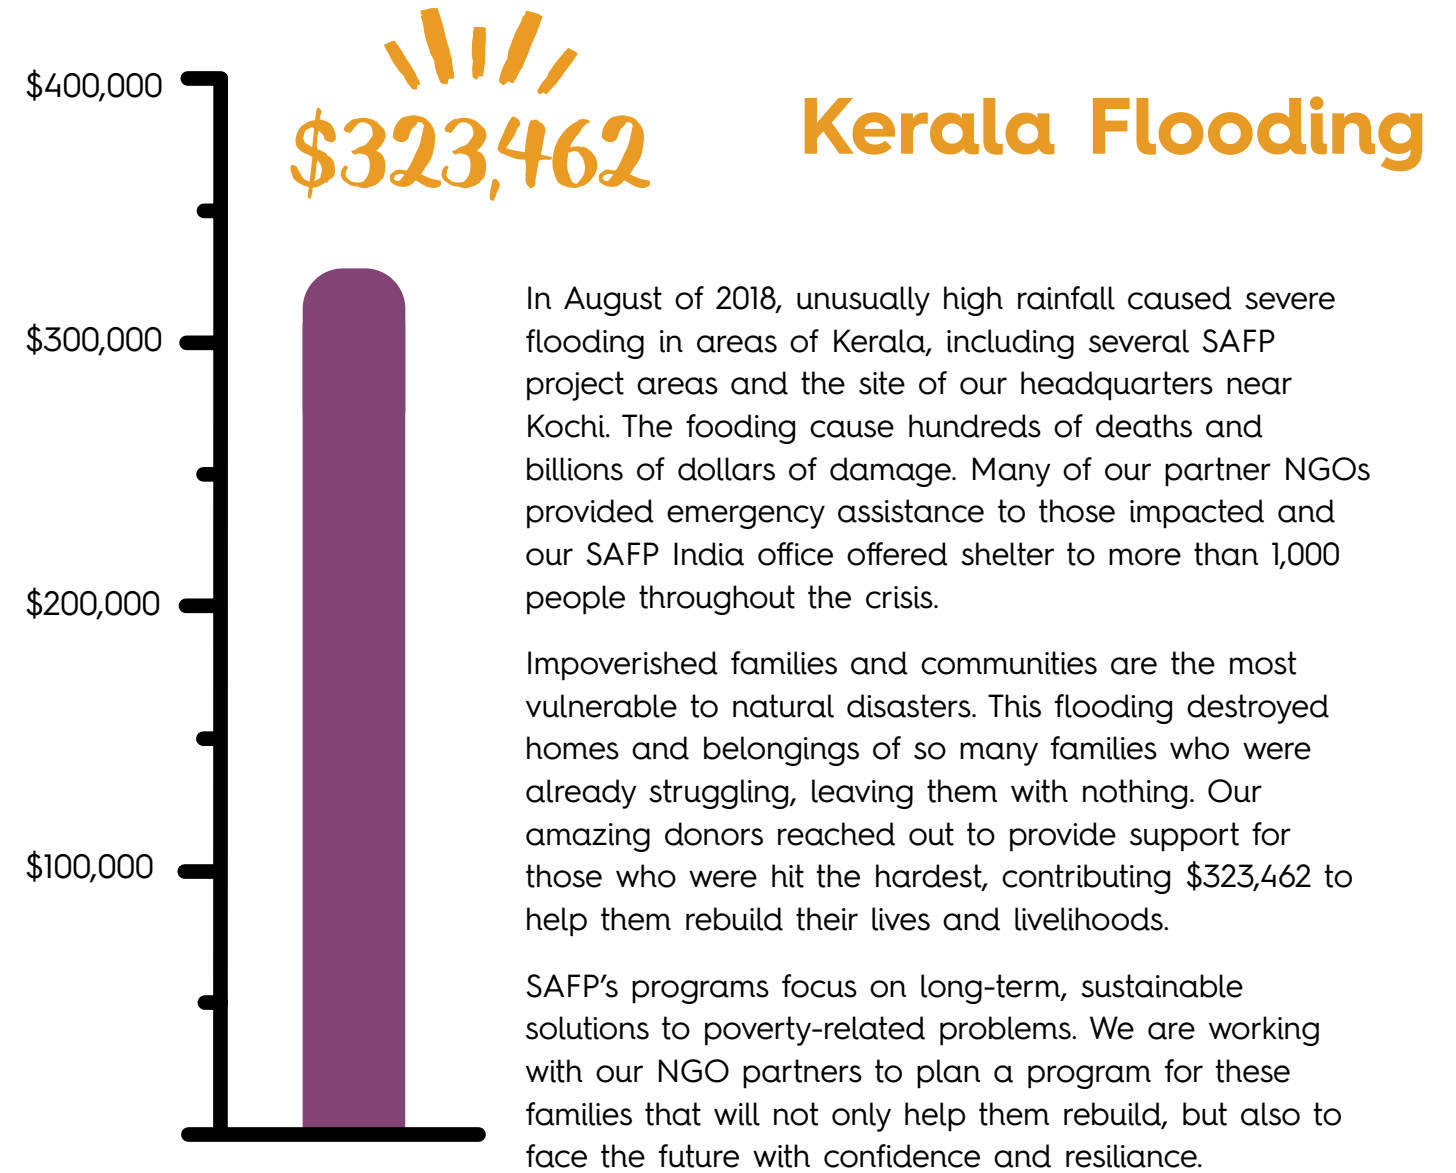 $400,000
$300,000
$200,000
$100,000
$323,462
Kerala Flooding
In August of 2018, unusually high rainfall caused severe
flooding in areas of Kerala, including several SAFP
project areas and the site of our headquarters near
Kochi. The fooding cause hundreds of deaths and
billions of dollars of damage. Many of our partner NGOs
provided emergency assistance to those impacted and
our SAFP India office offered shelter to more than 1,000
people throughout the crisis.
Impoverished families and communities are the most
vulnerable to natural disasters. This flooding destroyed
homes and belongings of so many families who were
already struggling, leaving them with nothing. Our
amazing donors reached out to provide support for
those who were hit the hardest, contributing $323,462 to
help them rebuild their lives and livelihoods.
SAFP's programs focus on long-term, sustainable
solutions to poverty-related problems. We are working
with our NGO partners to plan a program for these
families that will not only help them rebuild, but also to
face the future with confidence and resiliance.